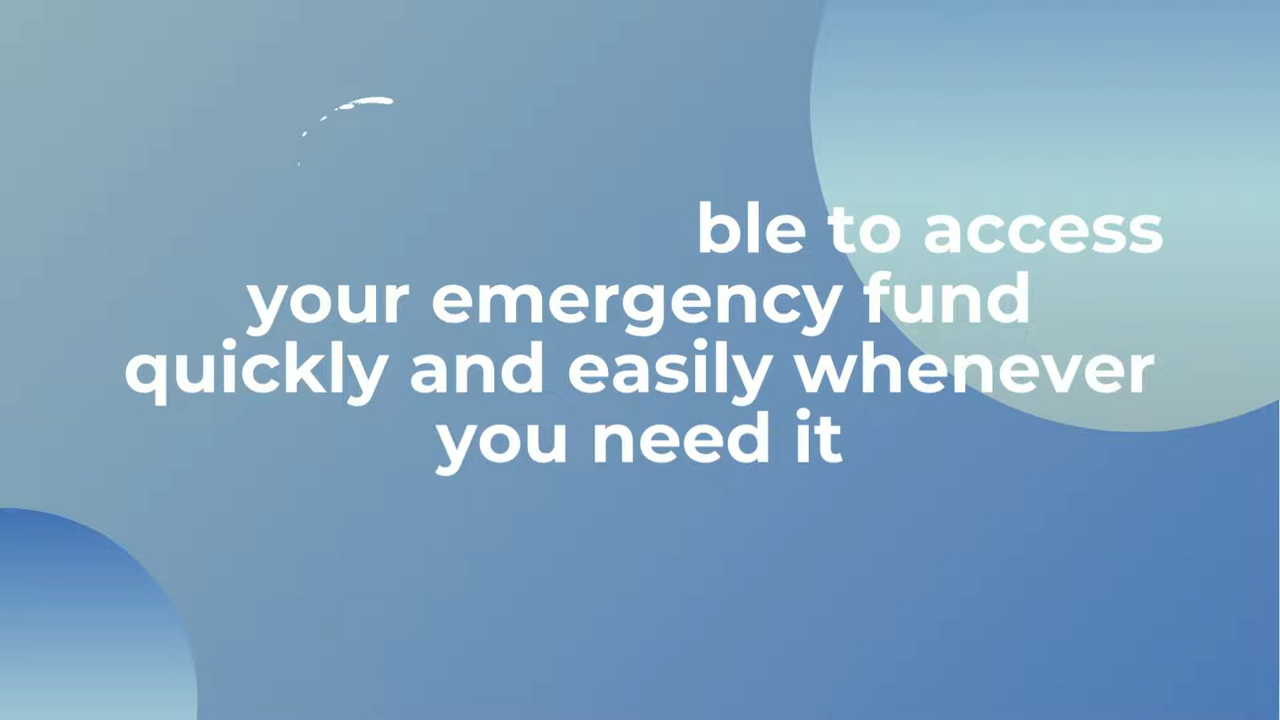 ble to access
your emergency fund
quickly and easily whenever
you need it